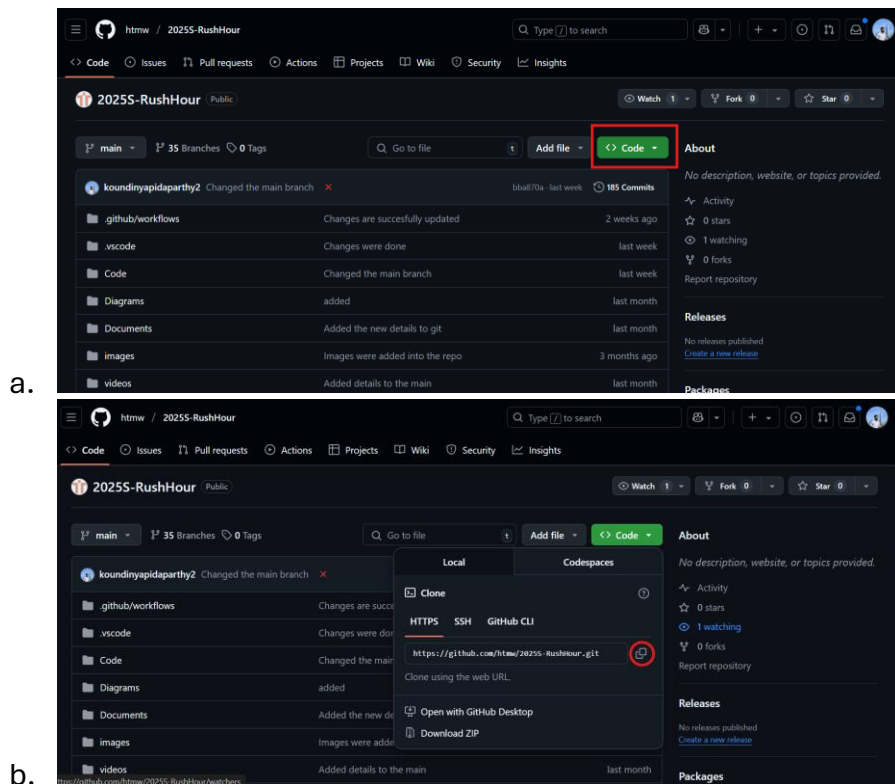 htmw / 2025S-RushHour Type / to search
<> Code Issues Pull requests Actions Projects Wiki Security Insights
2025S-RushHour Public Watch 1 Fork 0 Star 0
main 35 Branches 0 Tags Go to file t Add file <> Code About
No description, website, or topics provided.
koundinyapidaparthy2 Changed the main branch bba870a · last week 185 Commits
Activity
.github/workflows Changes are succesfully updated 2 weeks ago
0 stars
.vscode Changes were done last week
1 watching
0 forks
Code Changed the main branch last week
Report repository
Diagrams added last month
Releases
Documents Added the new details to git last month
No releases published
images Images were added into the repo 3 months ago
Create a new release
a. videos Added details to the main last month
Packages
htmw / 2025S-RushHour Type / to search
<> Code Issues Pull requests Actions Projects Wiki Security Insights
2025S-RushHour Public Watch 1 Fork 0 Star 0
main 35 Branches 0 Tags Go to file t Add file <> Code About
Local Codespaces
No description, website, or topics provided.
koundinyapidaparthy2 Changed the main branch
Clone
Activity
.github/workflows Changes are succe
0 stars
HTTPS SSH GitHub CLI
1 watching
.vscode Changes were don
0 forks
https://github.com/htmw/2025S-RushHour.git
Code Changed the main
Report repository
Clone using the web URL.
Diagrams added
Releases
Open with GitHub Desktop
Documents Added the new de
No releases published
Download ZIP
Create a new release
images Images were adde
b. videos Added details to the main last month
Packages
https://github.com/htmw/2025S-RushHour/watchers